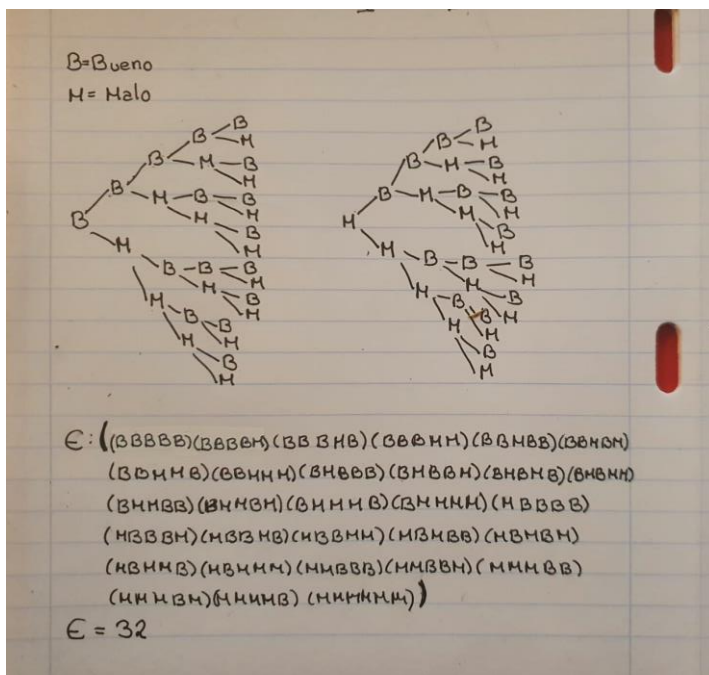 B=Bueno
M= Malo
B
B M
B M B
M
B M B B
M M
B B
M M
B B B
M M
M B
B B M
M M
B
M
B
B M
B M B
M
B M B B
M M M
B
M M
B B B
M M
M B B
B M
M M
B
M
Є: ((BBBBB)(BBBBM)(BBBMB)(BBBMM)(BBMBB)(BBMBM)
(BBMMB)(BBMMM)(BMBBB)(BMBBM)(BMBMB)(BMBMM)
(BMMBB)(BMMBM)(BMMMB)(BMMMM)(MBBBB)
(MBBBM)(MBBMB)(MBBMM)(MBMBB)(MBMBM)
(MBMMB)(MBMMM)(MMBBB)(MMBBM)(MMMBB)
(MMMBM)(MMMMB)(MMMMM))
Є = 32